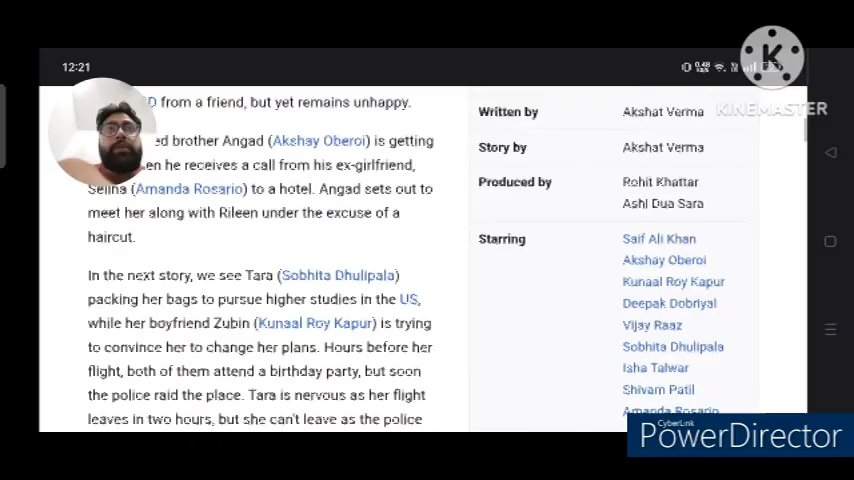 12:21
0.48
KINEMASTER
K
D from a friend, but yet remains unhappy.
ed brother Angad (Akshay Oberoi) is getting
en he receives a call from his ex-girlfriend,
Selina (Amanda Rosario) to a hotel. Angad sets out to
meet her along with Rileen under the excuse of a
haircut.
In the next story, we see Tara (Sobhita Dhulipala)
packing her bags to pursue higher studies in the US,
while her boyfriend Zubin (Kunaal Roy Kapur) is trying
to convince her to change her plans. Hours before her
flight, both of them attend a birthday party, but soon
the police raid the place. Tara is nervous as her flight
leaves in two hours, but she can't leave as the police
Written by Akshat Verma
Story by Akshat Verma
Produced by Rohit Khattar
Ashi Dua Sara
Starring Saif Ali Khan
Akshay Oberoi
Kunaal Roy Kapur
Deepak Dobriyal
Vijay Raaz
Sobhita Dhulipala
Isha Talwar
Shivam Patil
Amanda Rosario
CyberLink
PowerDirector